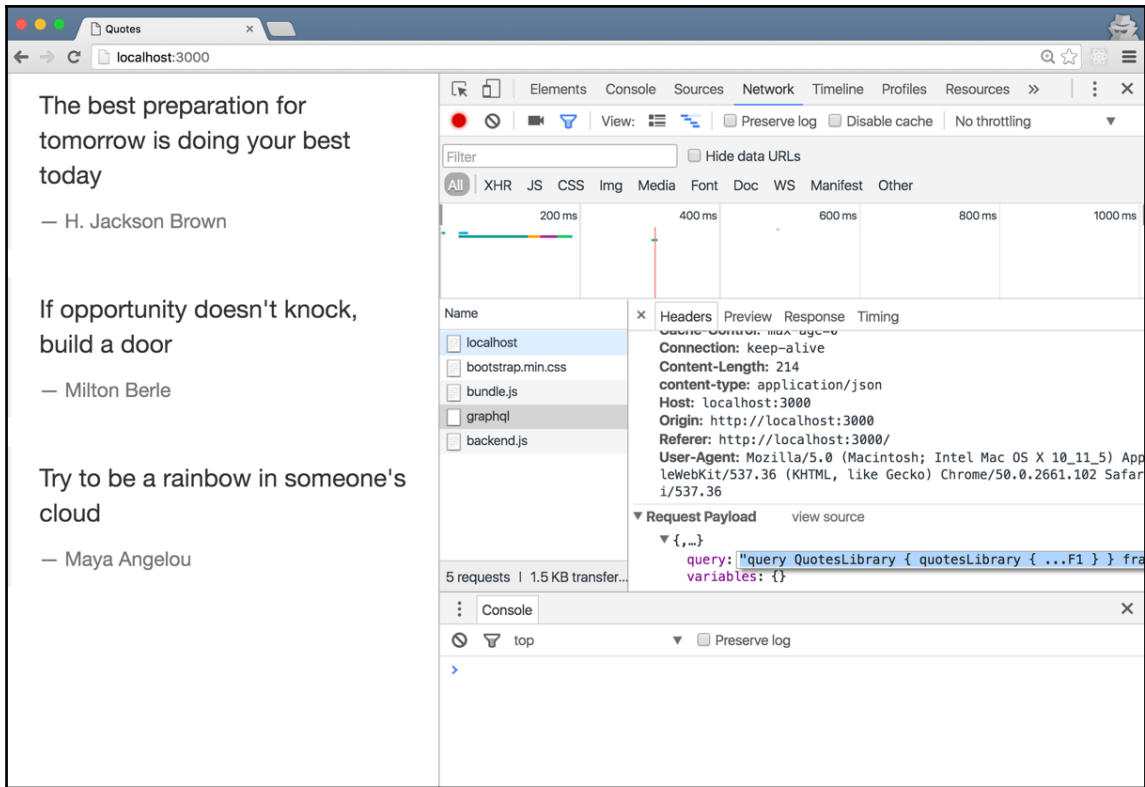 Quotes ×
localhost:3000
The best preparation for
tomorrow is doing your best
today
— H. Jackson Brown
If opportunity doesn't knock,
build a door
— Milton Berle
Try to be a rainbow in someone's
cloud
— Maya Angelou
Elements Console Sources Network Timeline Profiles Resources »
View: Preserve log Disable cache No throttling
Filter Hide data URLs
All XHR JS CSS Img Media Font Doc WS Manifest Other
200 ms 400 ms 600 ms 800 ms 1000 ms
Name
localhost
bootstrap.min.css
bundle.js
graphql
backend.js
5 requests | 1.5 KB transfer...
× Headers Preview Response Timing
Cache-Control: max-age=0
Connection: keep-alive
Content-Length: 214
content-type: application/json
Host: localhost:3000
Origin: http://localhost:3000
Referer: http://localhost:3000/
User-Agent: Mozilla/5.0 (Macintosh; Intel Mac OS X 10_11_5) App
leWebKit/537.36 (KHTML, like Gecko) Chrome/50.0.2661.102 Safar
i/537.36
▼ Request Payload view source
▼ {,…}
query: "query QuotesLibrary { quotesLibrary { ...F1 } } fra
variables: {}
Console ×
top ▼ Preserve log
>